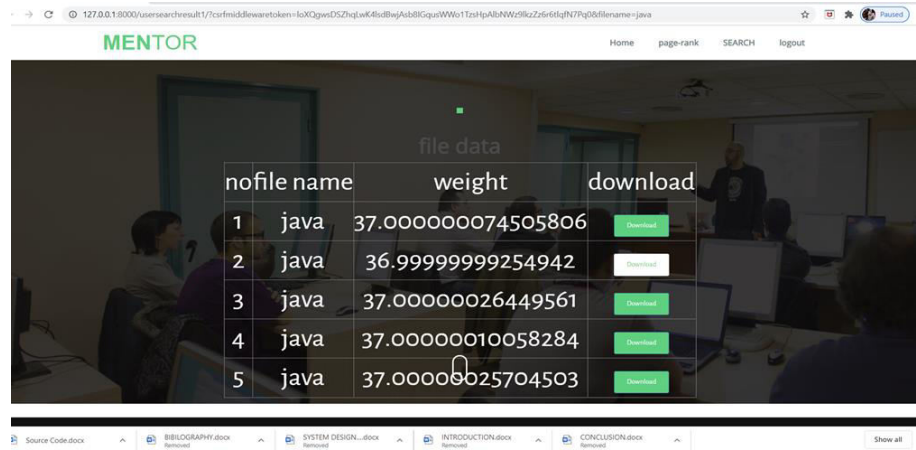 127.0.0.1:8000/usersearchresult1/?csrfmiddlewaretoken=loXQgwsDSZhqLwK4lsdBwjAsb8IGqusWWo1TzsHpAlbNWz9lkzZz6r6tlqfN7Pq0&filename=java
Paused
MENTOR
Home page-rank SEARCH logout
file data
no file name weight download
1 java 37.000000074505806 Download
2 java 36.99999999254942 Download
3 java 37.00000026449561 Download
4 java 37.00000010058284 Download
5 java 37.00000025704503 Download
Source Code.docx
BIBILOGRAPHY.docx
Removed
SYSTEM DESIGN....docx
Removed
INTRODUCTION.docx
Removed
CONCLUSION.docx
Removed
Show all